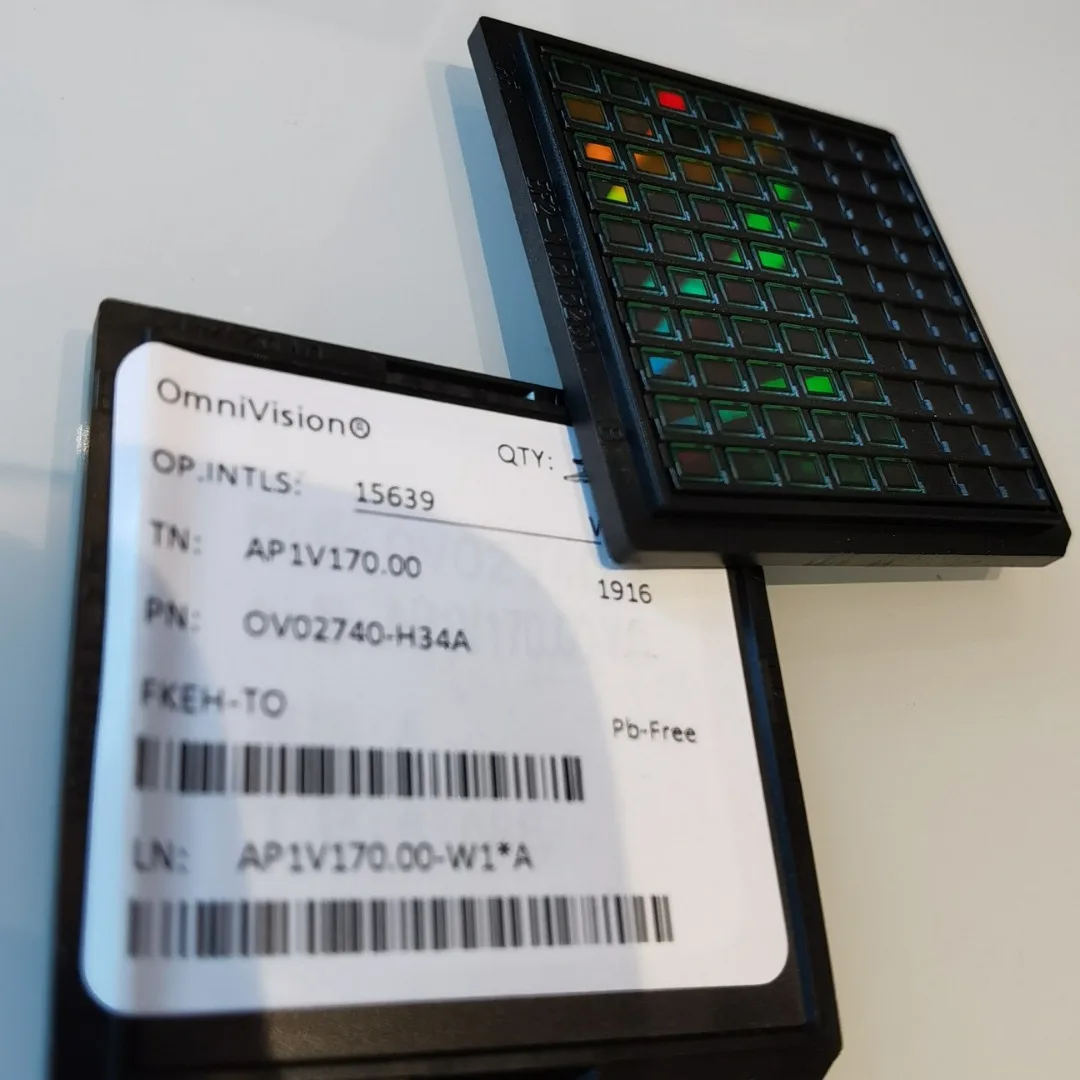 OmniVision®
QTY:
OP.INTLS: 15639
TN: AP1V170.00
1916
PN: OV02740-H34A
FKEH-TO
Pb-Free
LN: AP1V170.00-W1*A